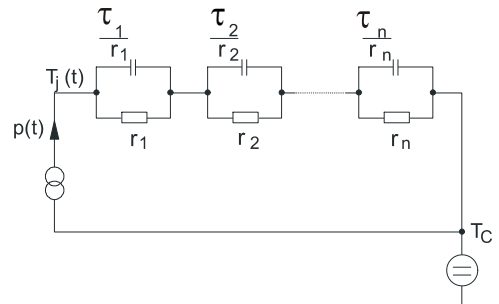 τ1 τ2 τn
r1 r2 rn
Tj (t)
p(t)
r1 r2 rn
TC